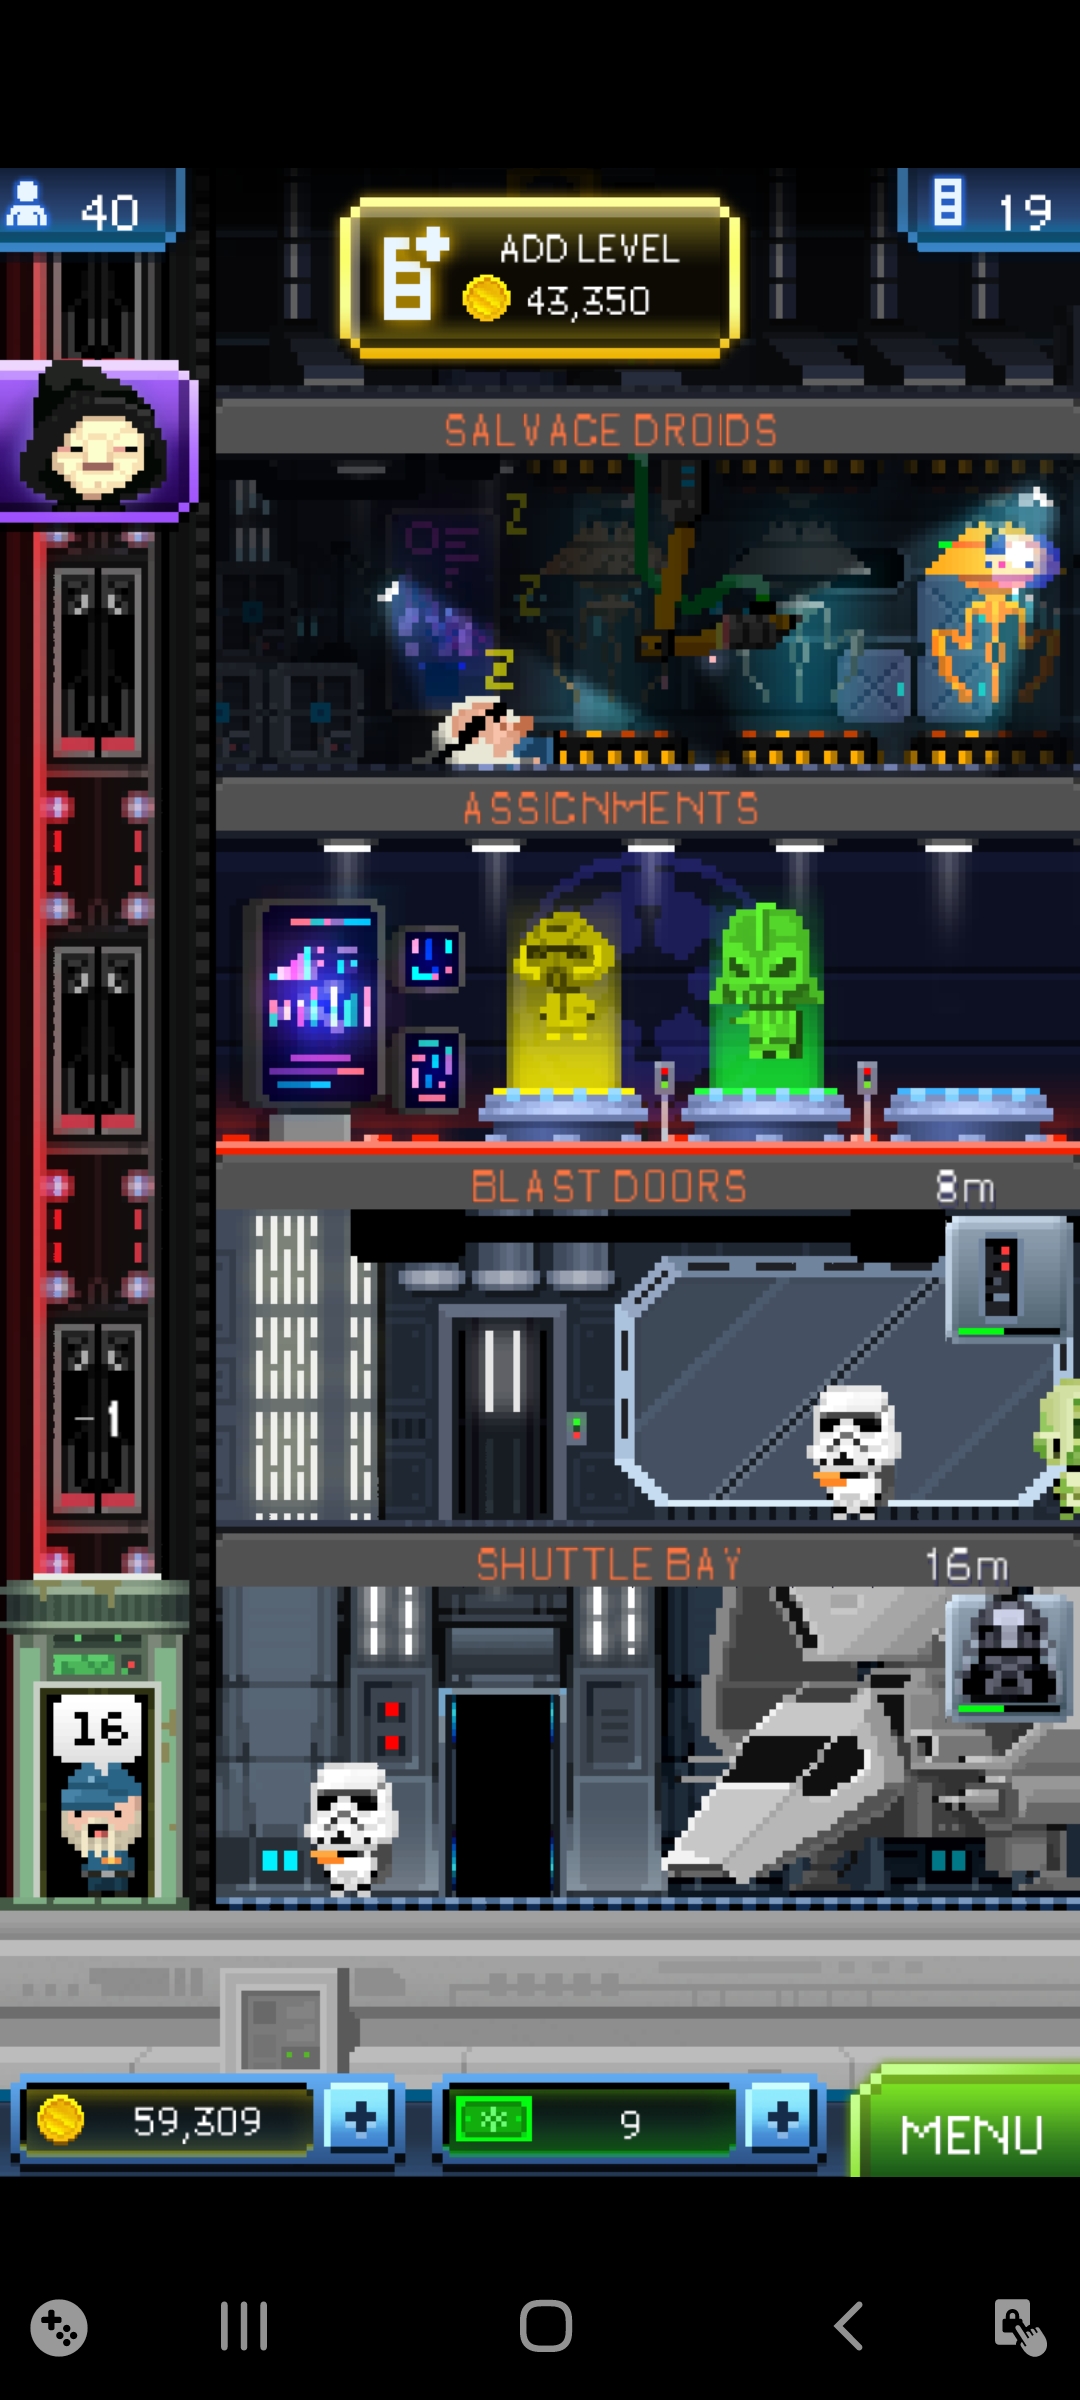 40
ADD LEVEL
43,350
19
SALVAGE DROIDS
Z
Z
Z
ASSIGNMENTS
BLAST DOORS
8m
-1
SHUTTLE BAY
16m
16
59,309
9
MENU